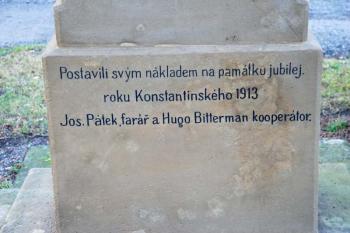 Postavili svým nákladem na památku jubilej.
roku Konstantinského 1913
Jos. Pátek, farář a Hugo Bitterman kooperátor.